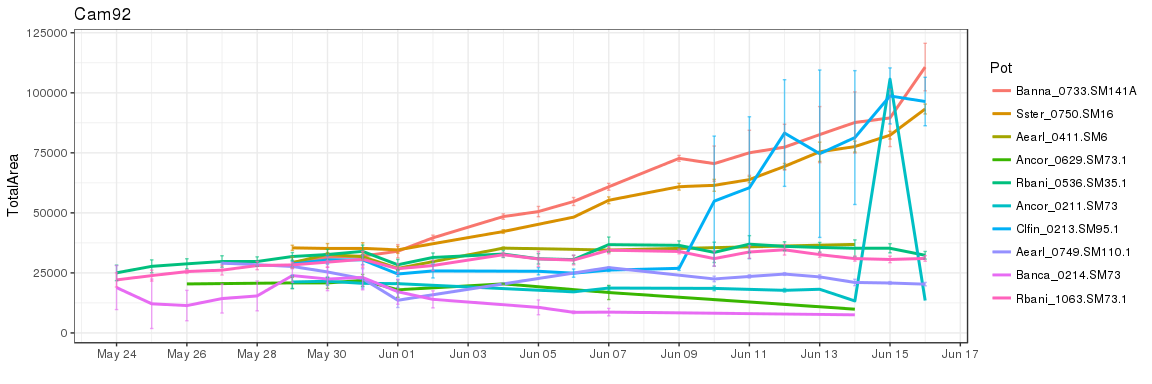 Cam92
TotalArea
125000
100000
75000
50000
25000
0
May 24 May 26 May 28 May 30 Jun 01 Jun 03 Jun 05 Jun 07 Jun 09 Jun 11 Jun 13 Jun 15 Jun 17
Pot
Banna_0733.SM141A
Sster_0750.SM16
Aearl_0411.SM6
Ancor_0629.SM73.1
Rbani_0536.SM35.1
Ancor_0211.SM73
Clfin_0213.SM95.1
Aearl_0749.SM110.1
Banca_0214.SM73
Rbani_1063.SM73.1